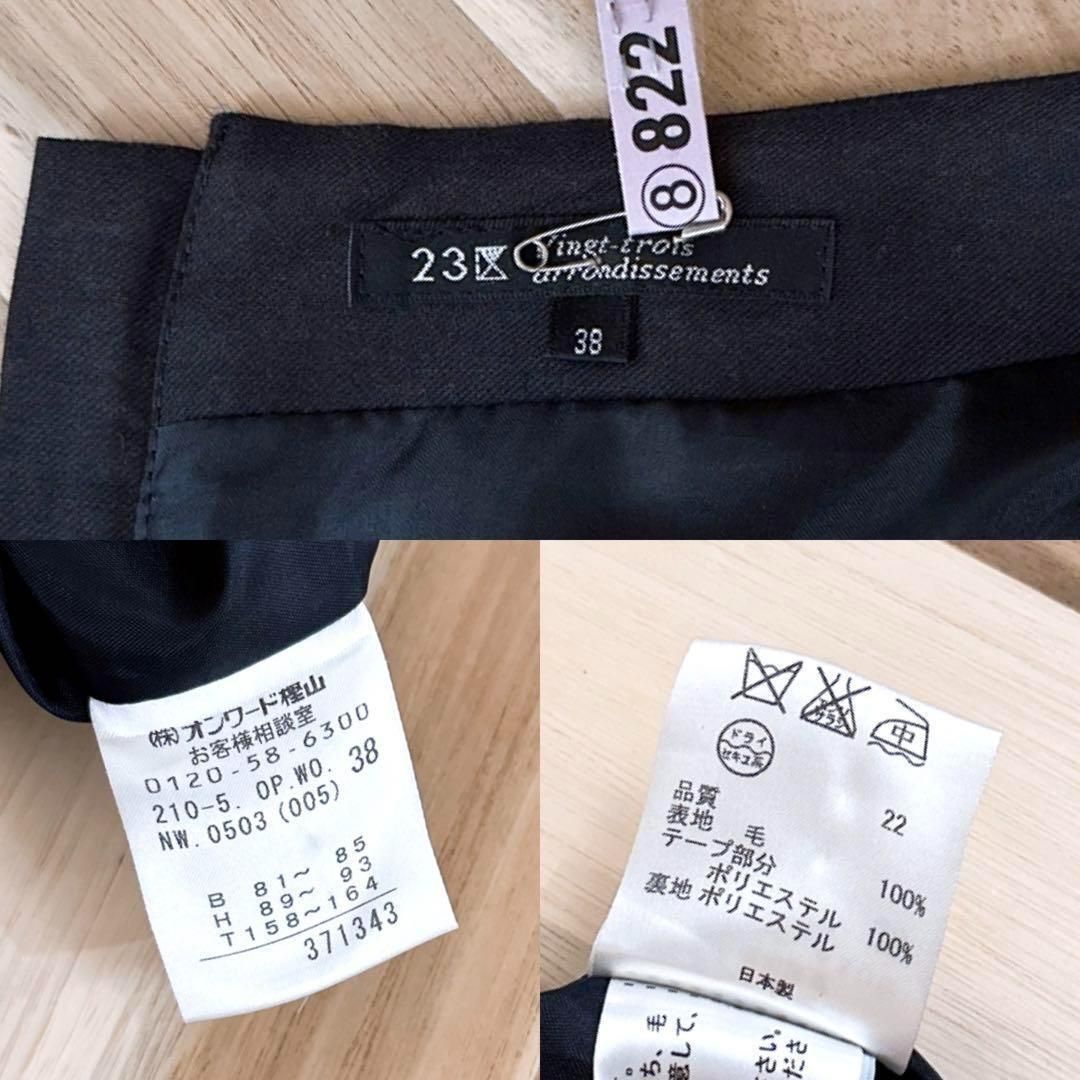 ⑧ 822
23区 Vingt-trois
arrondissements
38
(株)オンワード樫山
お客様相談室
0120-58-6300
210-5. OP.WO. 38
NW.0503(005)
B 81～ 85
H 89～ 93
T158～164
371343
中
ドライ
セキユ系
品質 22
表地 毛
テープ部分
ポリエステル 100%
裏地 ポリエステル 100%
日本製